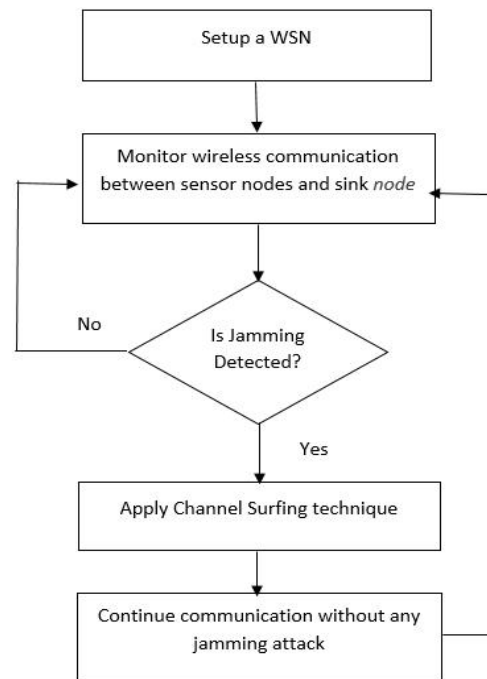 Setup a WSN
Monitor wireless communication
between sensor nodes and sink node
Is Jamming
Detected?
No
Yes
Apply Channel Surfing technique
Continue communication without any
jamming attack